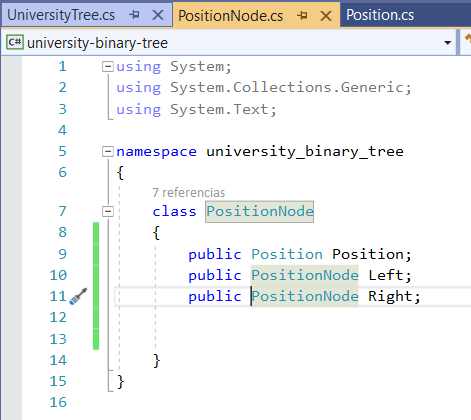 UniversityTree.cs PositionNode.cs Position.cs
C# university-binary-tree
1 using System;
2 using System.Collections.Generic;
3 using System.Text;
4
5 namespace university_binary_tree
6 {
7 referencias
7 class PositionNode
8 {
9 public Position Position;
10 public PositionNode Left;
11 public PositionNode Right;
12
13
14 }
15 }
16